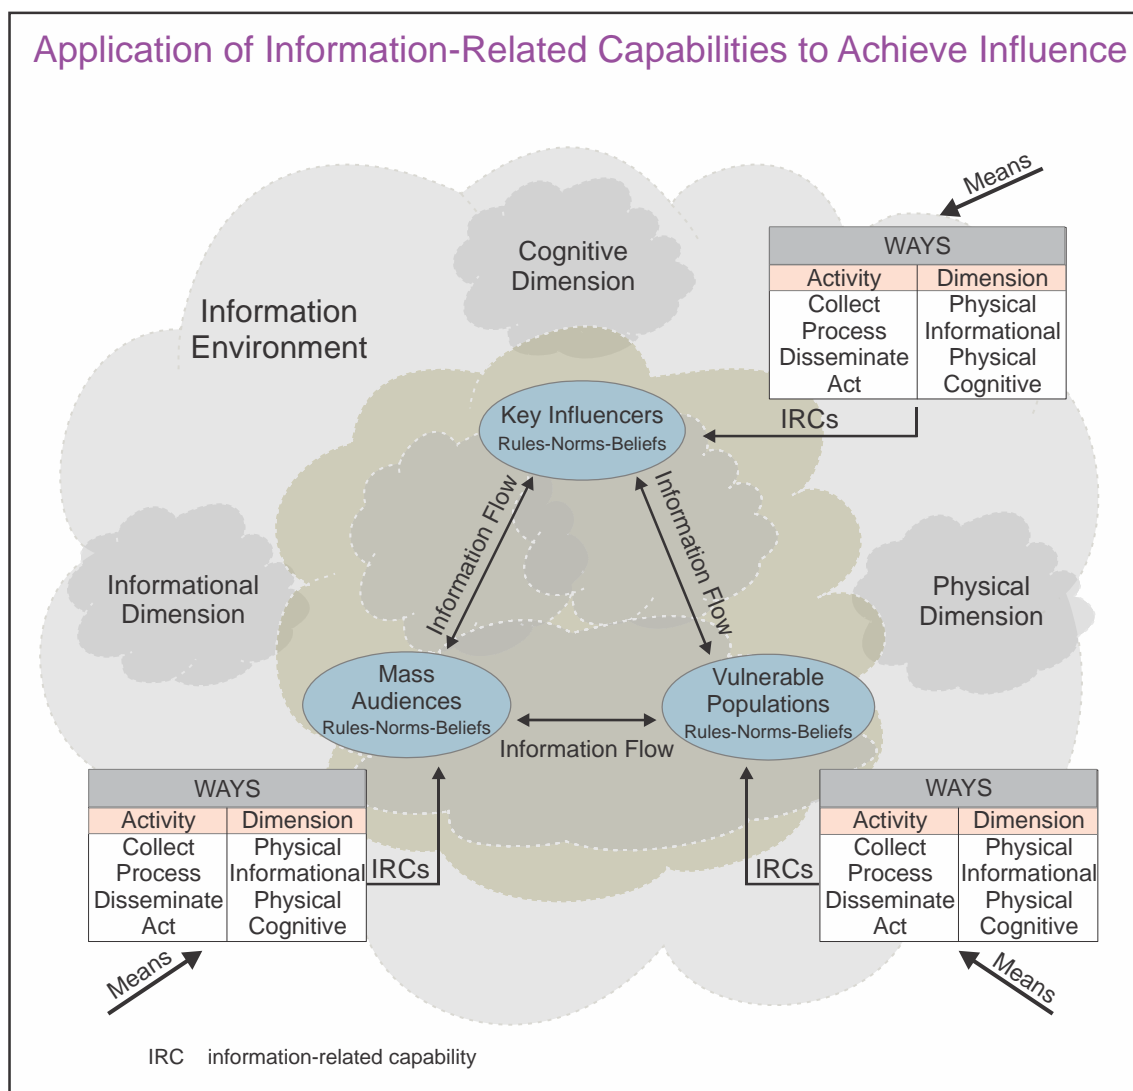 Application of Information-Related Capabilities to Achieve Influence
Means
WAYS
Activity Dimension
Collect Physical
Process Informational
Disseminate Physical
Act Cognitive
IRCs
Cognitive
Dimension
Information
Environment
Key Influencers
Rules-Norms-Beliefs
Information Flow
Information Flow
Informational
Dimension
Physical
Dimension
Mass
Audiences
Rules-Norms-Beliefs
Vulnerable
Populations
Rules-Norms-Beliefs
Information Flow
WAYS
Activity Dimension
Collect Physical
Process Informational
Disseminate Physical
Act Cognitive
IRCs
Means
WAYS
Activity Dimension
Collect Physical
Process Informational
Disseminate Physical
Act Cognitive
IRCs
Means
IRC information-related capability